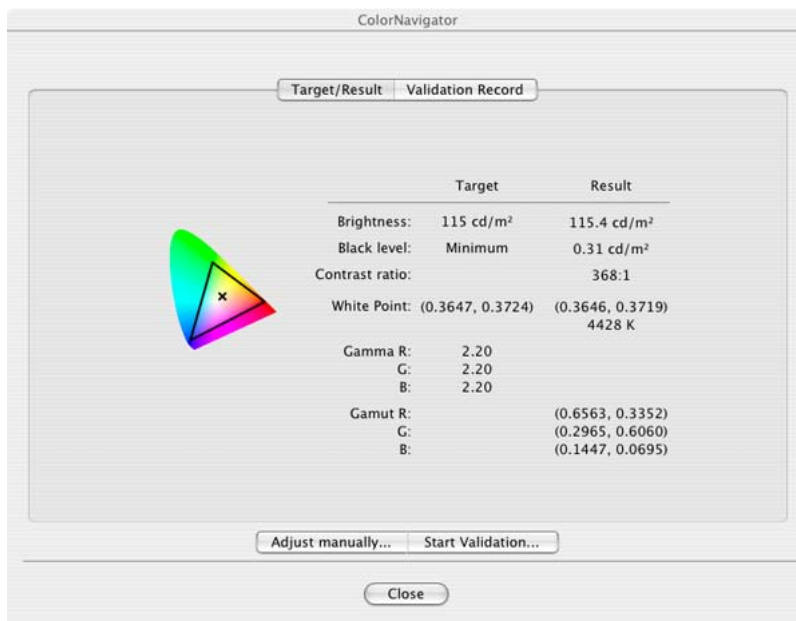 ColorNavigator
Target/Result Validation Record
Target Result
Brightness: 115 cd/m² 115.4 cd/m²
Black level: Minimum 0.31 cd/m²
Contrast ratio: 368:1
White Point: (0.3647, 0.3724) (0.3646, 0.3719)
4428 K
Gamma R: 2.20
G: 2.20
B: 2.20
Gamut R: (0.6563, 0.3352)
G: (0.2965, 0.6060)
B: (0.1447, 0.0695)
Adjust manually... Start Validation...
Close